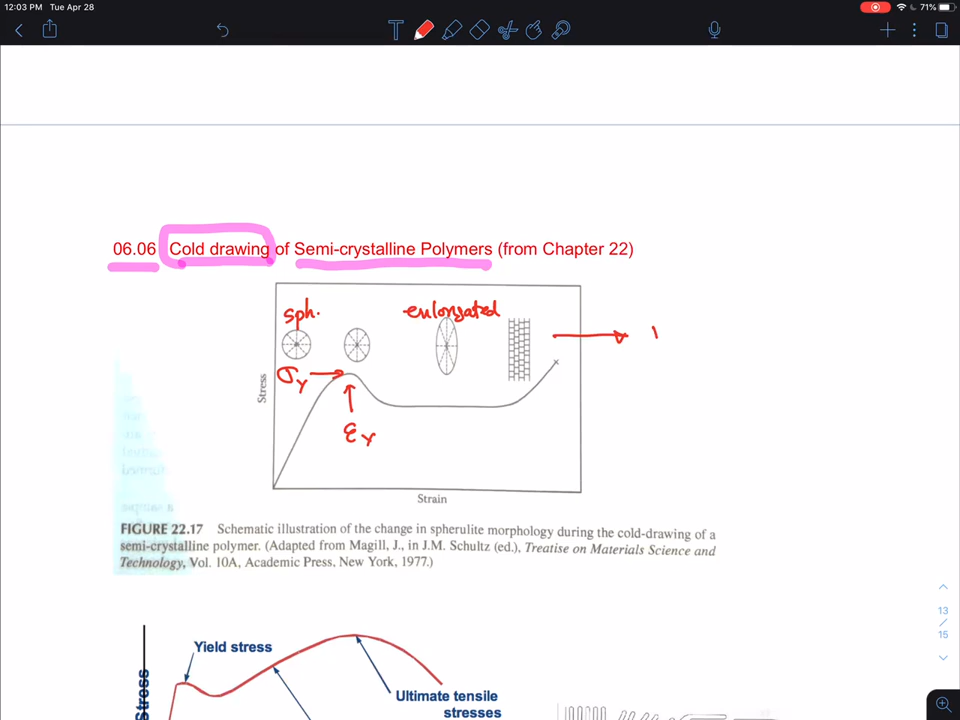 12:03 PM Tue Apr 28
71%
T
06.06 Cold drawing of Semi-crystalline Polymers (from Chapter 22)
sph.
enlongated
σY
εY
Stress
Strain
FIGURE 22.17 Schematic illustration of the change in spherulite morphology during the cold-drawing of a
semi-crystalline polymer. (Adapted from Magill, J., in J.M. Schultz (ed.), Treatise on Materials Science and
Technology, Vol. 10A, Academic Press, New York, 1977.)
13
/
15
Yield stress
Stress
Ultimate tensile
stresses